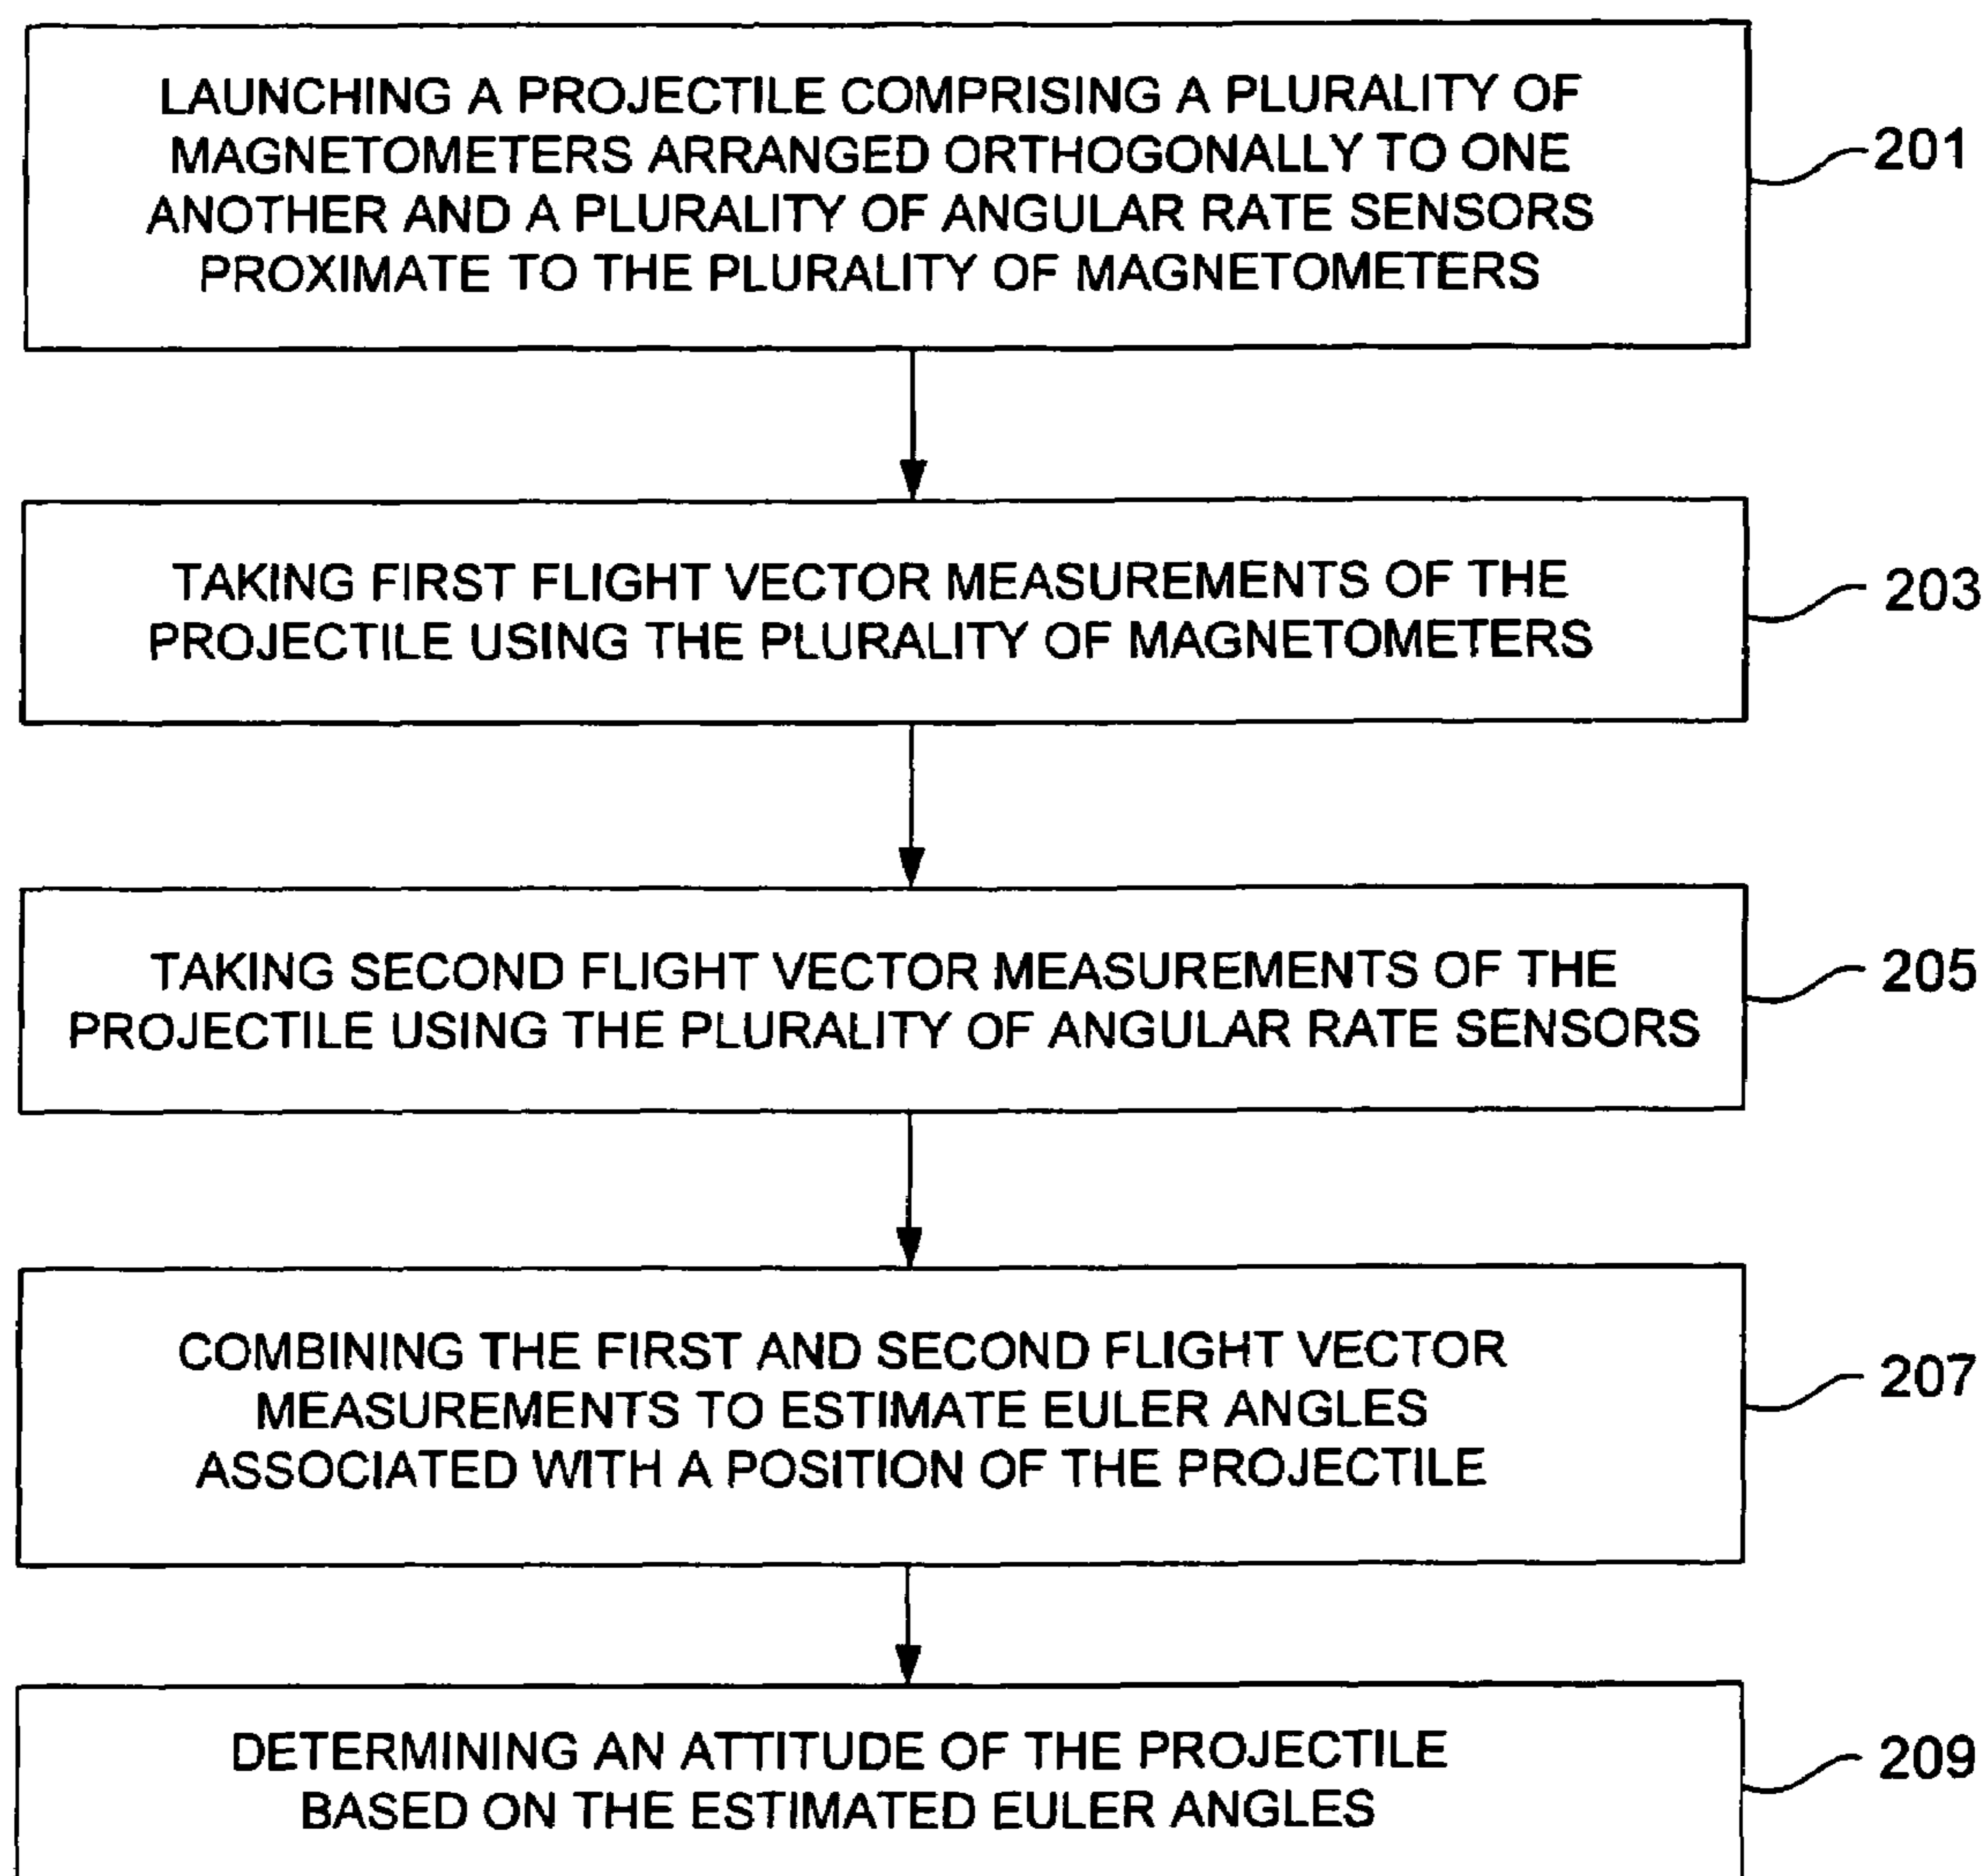 LAUNCHING A PROJECTILE COMPRISING A PLURALITY OF
MAGNETOMETERS ARRANGED ORTHOGONALLY TO ONE
ANOTHER AND A PLURALITY OF ANGULAR RATE SENSORS
PROXIMATE TO THE PLURALITY OF MAGNETOMETERS
201
TAKING FIRST FLIGHT VECTOR MEASUREMENTS OF THE
PROJECTILE USING THE PLURALITY OF MAGNETOMETERS
203
TAKING SECOND FLIGHT VECTOR MEASUREMENTS OF THE
PROJECTILE USING THE PLURALITY OF ANGULAR RATE SENSORS
205
COMBINING THE FIRST AND SECOND FLIGHT VECTOR
MEASUREMENTS TO ESTIMATE EULER ANGLES
ASSOCIATED WITH A POSITION OF THE PROJECTILE
207
DETERMINING AN ATTITUDE OF THE PROJECTILE
BASED ON THE ESTIMATED EULER ANGLES
209